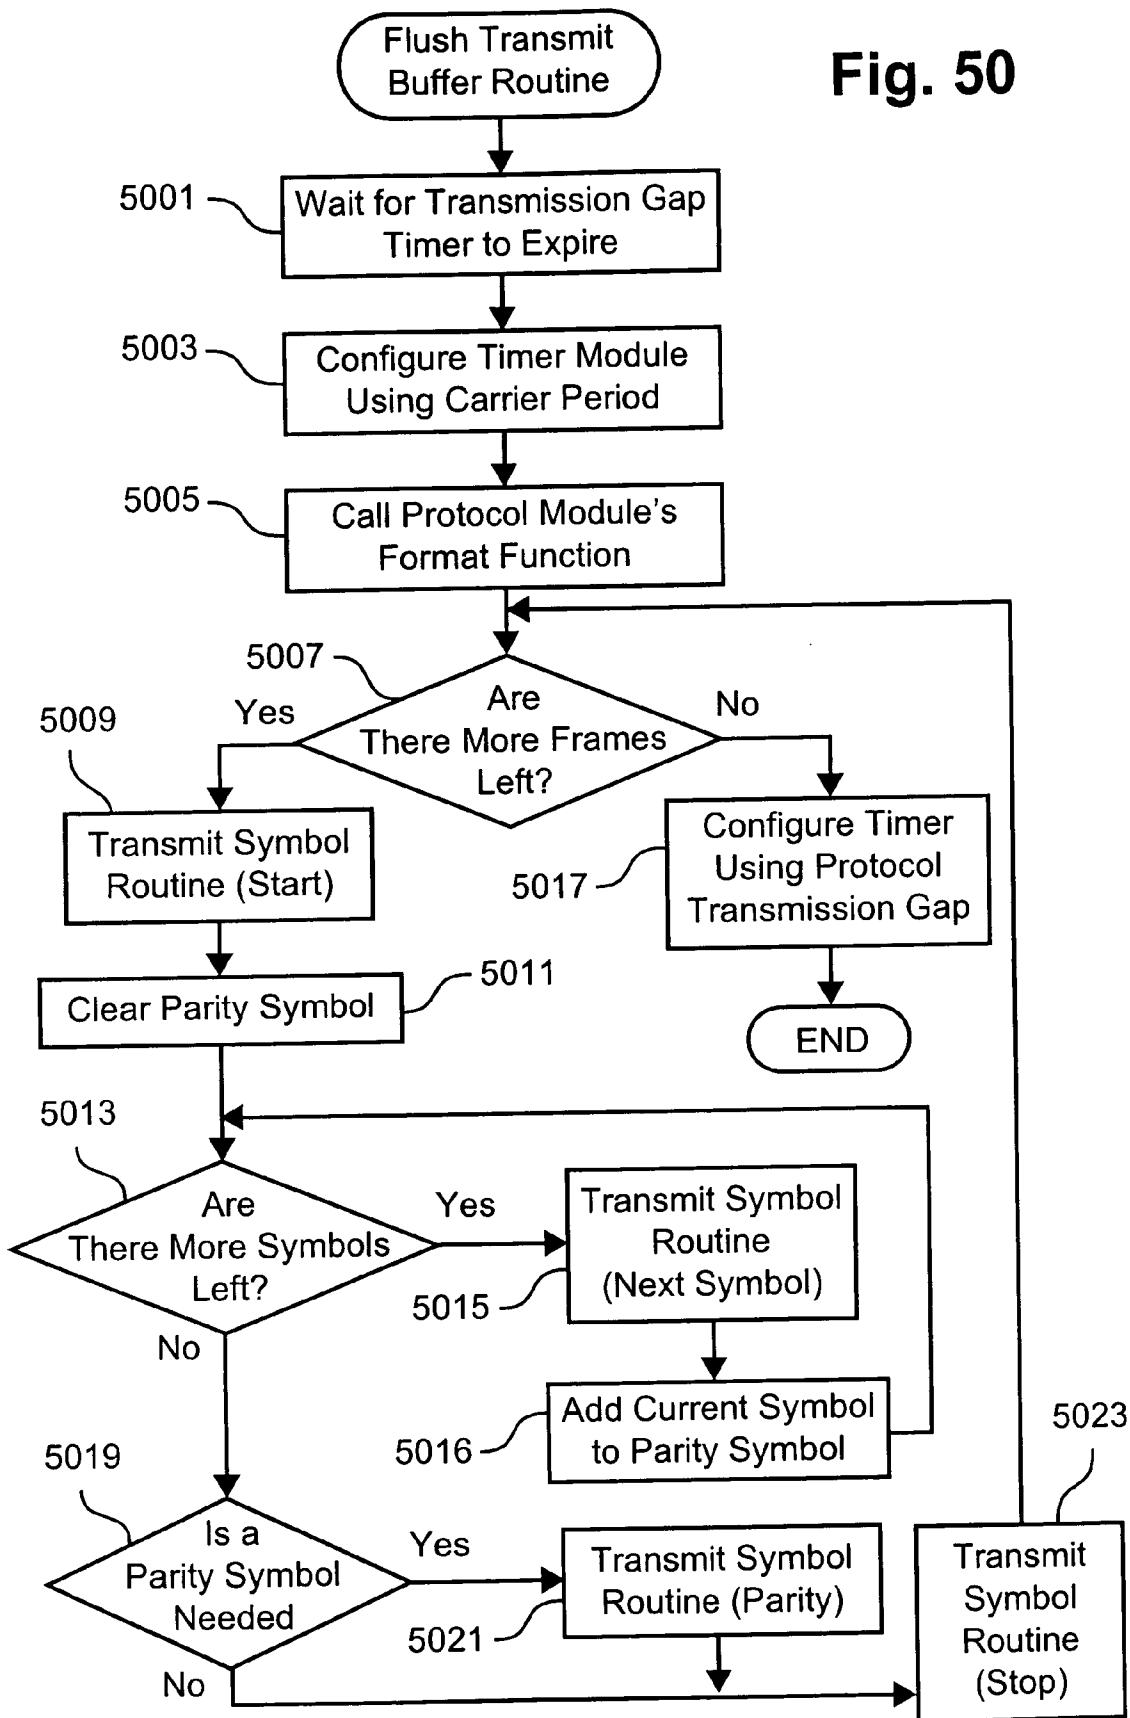 Flush Transmit
Buffer Routine
Fig. 50
5001
Wait for Transmission Gap
Timer to Expire
5003
Configure Timer Module
Using Carrier Period
5005
Call Protocol Module's
Format Function
5007
Are
There More Frames
Left?
Yes
No
5009
Transmit Symbol
Routine (Start)
Configure Timer
Using Protocol
Transmission Gap
5017
5011
Clear Parity Symbol
END
5013
Are
There More Symbols
Left?
Yes
No
Transmit Symbol
Routine
(Next Symbol)
5015
Add Current Symbol
to Parity Symbol
5016
5023
5019
Is a
Parity Symbol
Needed
Yes
No
Transmit Symbol
Routine (Parity)
5021
Transmit
Symbol
Routine
(Stop)